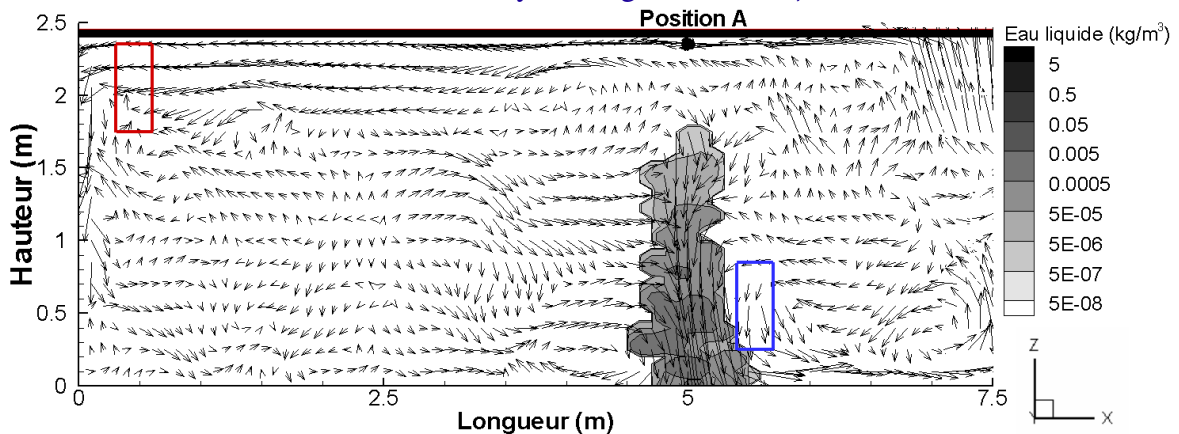 Position A
Eau liquide (kg/m³)
5
0.5
0.05
0.005
0.0005
5E-05
5E-06
5E-07
5E-08
Hauteur (m)
2.5
2
1.5
1
0.5
0
0
2.5
5
7.5
Longueur (m)
Z
Y
X